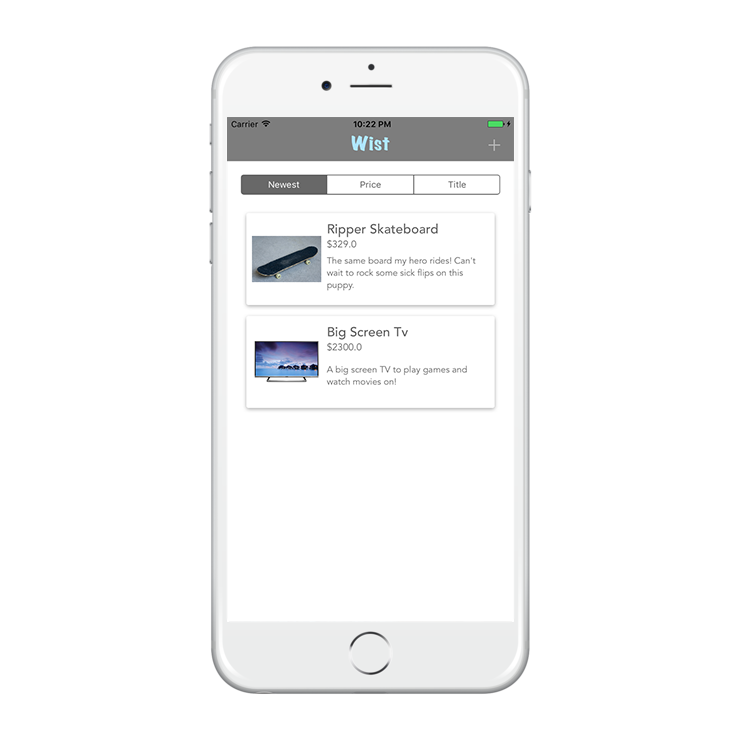 Carrier 10:22 PM
Wist
+
Newest Price Title
Ripper Skateboard
$329.0
The same board my hero rides! Can't
wait to rock some sick flips on this
puppy.
Big Screen Tv
$2300.0
A big screen TV to play games and
watch movies on!